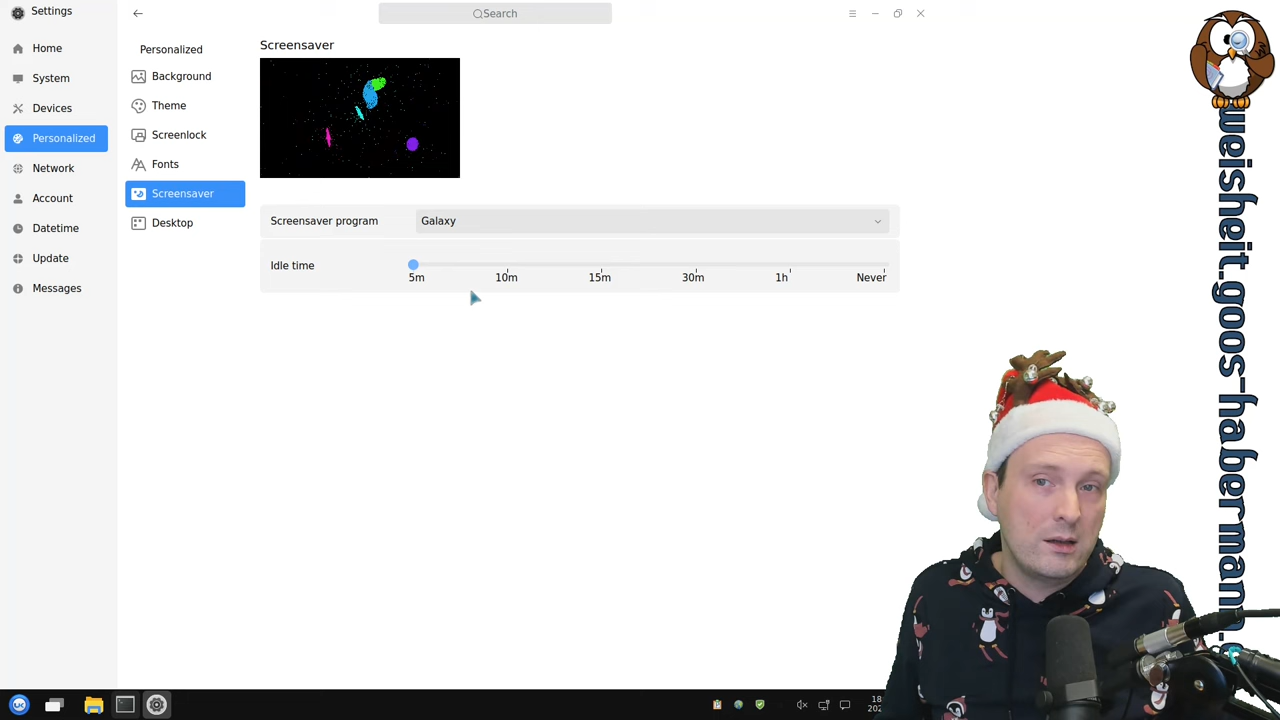 Settings
Search
Home
System
Devices
Personalized
Network
Account
Datetime
Update
Messages
Personalized
Background
Theme
Screenlock
Fonts
Screensaver
Desktop
Screensaver
Screensaver program
Galaxy
Idle time
5m
10m
15m
30m
1h
Never
weisheit.goos-habermann.
UK